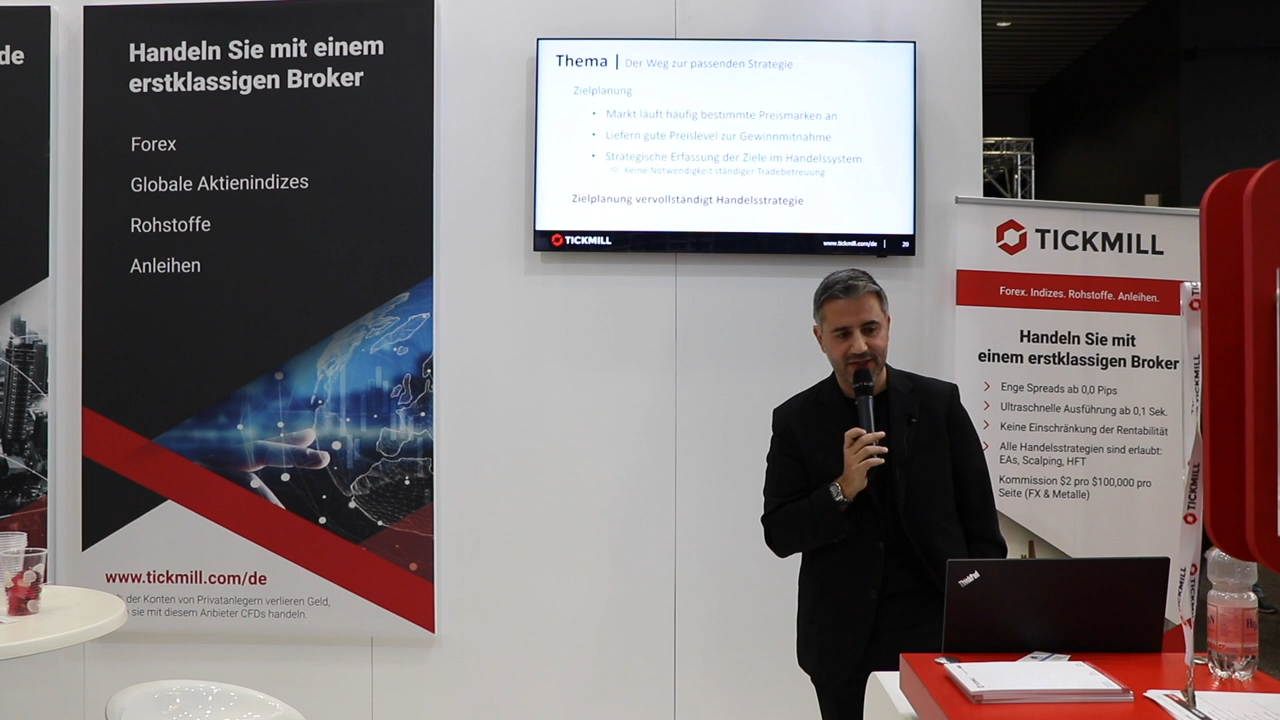 de
Handeln Sie mit einem
erstklassigen Broker
Forex
Globale Aktienindizes
Rohstoffe
Anleihen
www.tickmill.com/de
der Konten von Privatanlegern verlieren Geld,
sie mit diesem Anbieter CFDs handeln.
Thema | Der Weg zur passenden Strategie
Zielplanung
• Markt läuft häufig bestimmte Preismarken an
• Liefern gute Preislevel zur Gewinnmitnahme
• Strategische Erfassung der Ziele im Handelssystem
⇨ Keine Notwendigkeit ständiger Tradebetreuung
Zielplanung vervollständigt Handelsstrategie
TICKMILL
www.tickmill.com/de | 20
TICKMILL
Forex. Indizes. Rohstoffe. Anleihen.
Handeln Sie mit
einem erstklassigen Broker
Enge Spreads ab 0,0 Pips
Ultraschnelle Ausführung ab 0,1 Sek.
Keine Einschränkung der Rentabilität
Alle Handelsstrategien sind erlaubt:
EAs, Scalping, HFT
Kommission $2 pro $100,000 pro
Seite (FX & Metalle)
ThinkPad
TICKMILL
TICKMILL